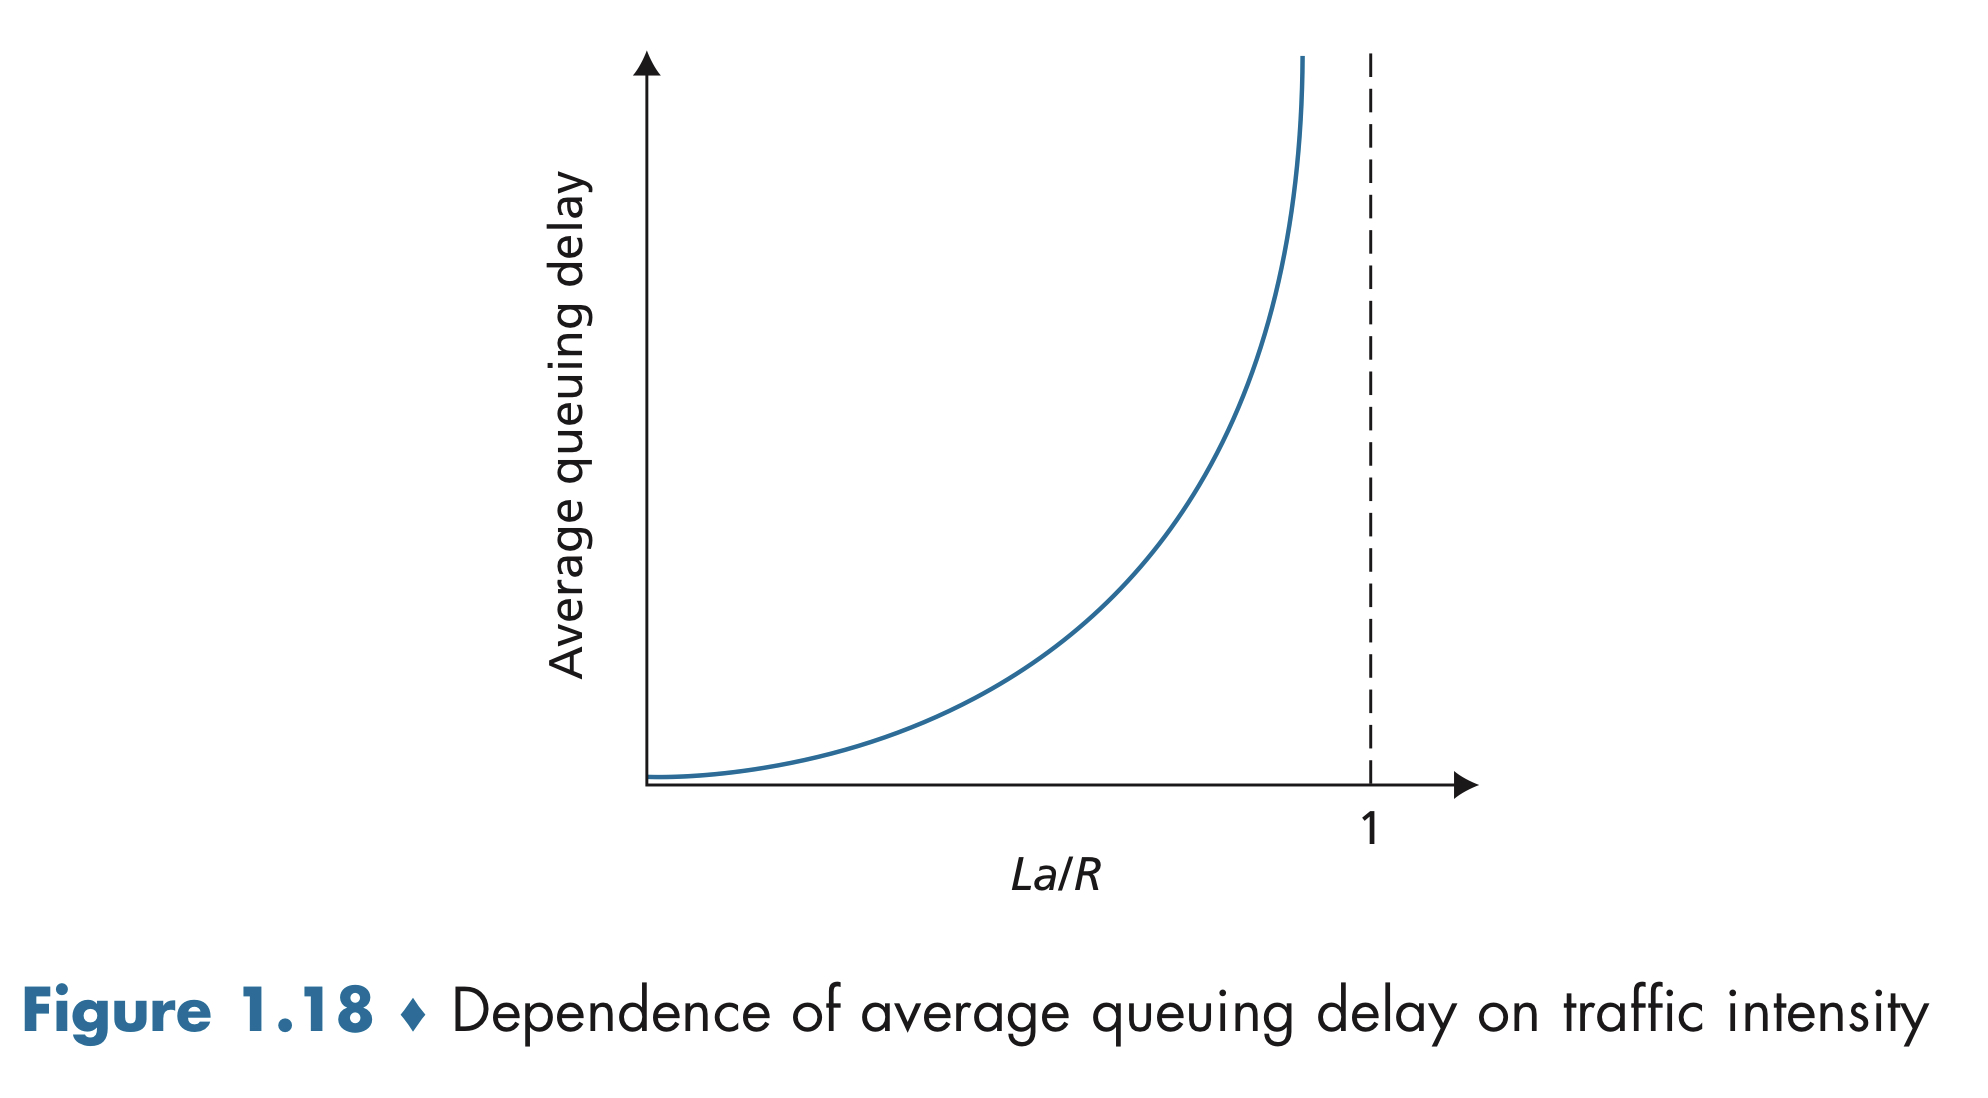 Average queuing delay
1
La/R
Figure 1.18 ♦ Dependence of average queuing delay on traffic intensity